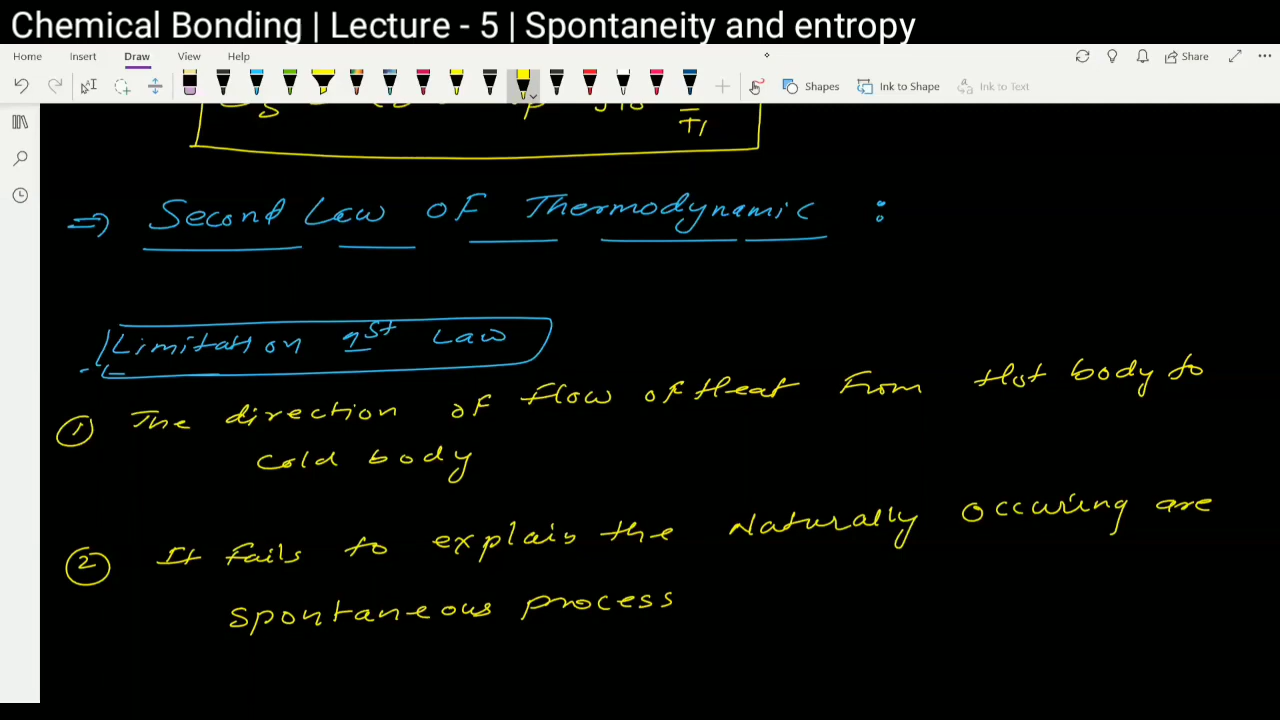 Chemical Bonding | Lecture - 5 | Spontaneity and entropy
Home Insert Draw View Help
Share
Shapes Ink to Shape Ink to Text
T1
⇒ Second Law of Thermodynamic :
Limitation 1st Law
① The direction of flow of Heat from Hot body to
cold body
② It fails to explain the Naturally occuring are
spontaneous process